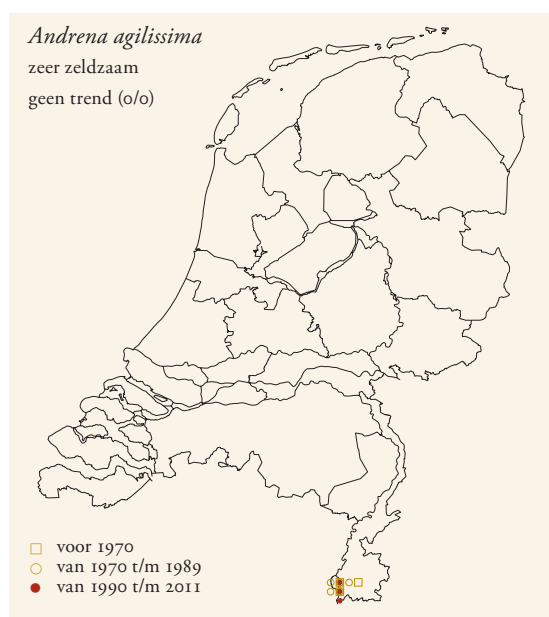 Andrena agilissima
zeer zeldzaam
geen trend (0/0)
voor 1970
van 1970 t/m 1989
van 1990 t/m 2011